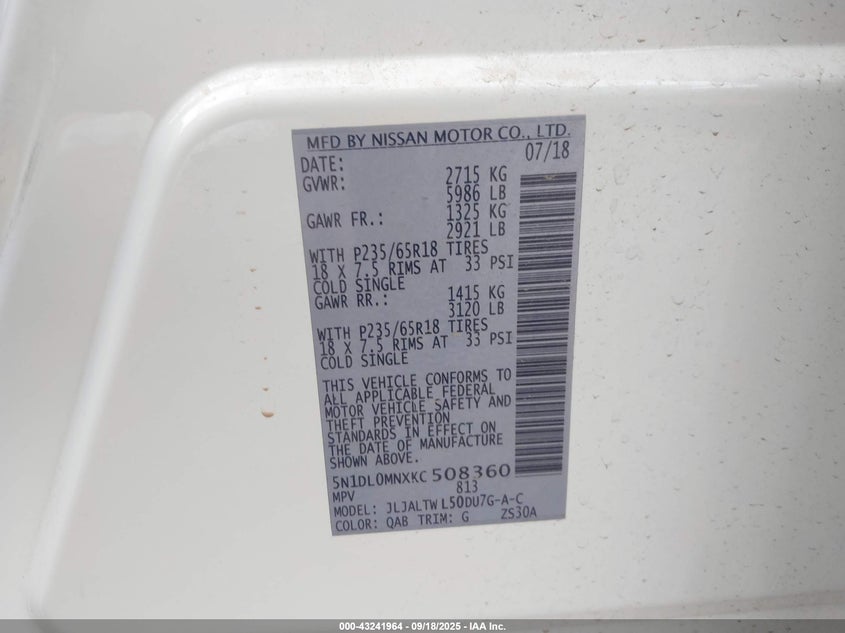 MFD BY NISSAN MOTOR CO., LTD.
DATE: 07/18
GVWR: 2715 KG
5986 LB
GAWR FR.: 1325 KG
2921 LB
WITH P235/65R18 TIRES
18 X 7.5 RIMS AT 33 PSI
COLD SINGLE
GAWR RR.: 1415 KG
3120 LB
WITH P235/65R18 TIRES
18 X 7.5 RIMS AT 33 PSI
COLD SINGLE
THIS VEHICLE CONFORMS TO
ALL APPLICABLE FEDERAL
MOTOR VEHICLE SAFETY AND
THEFT PREVENTION
STANDARDS IN EFFECT ON
THE DATE OF MANUFACTURE
SHOWN ABOVE.
5N1DL0MNXKC508360
MPV 813
MODEL: JLJALTWL50DU7G-A-C
COLOR: QAB TRIM: G ZS30A
000-43241964 - 09/18/2025 - IAA Inc.